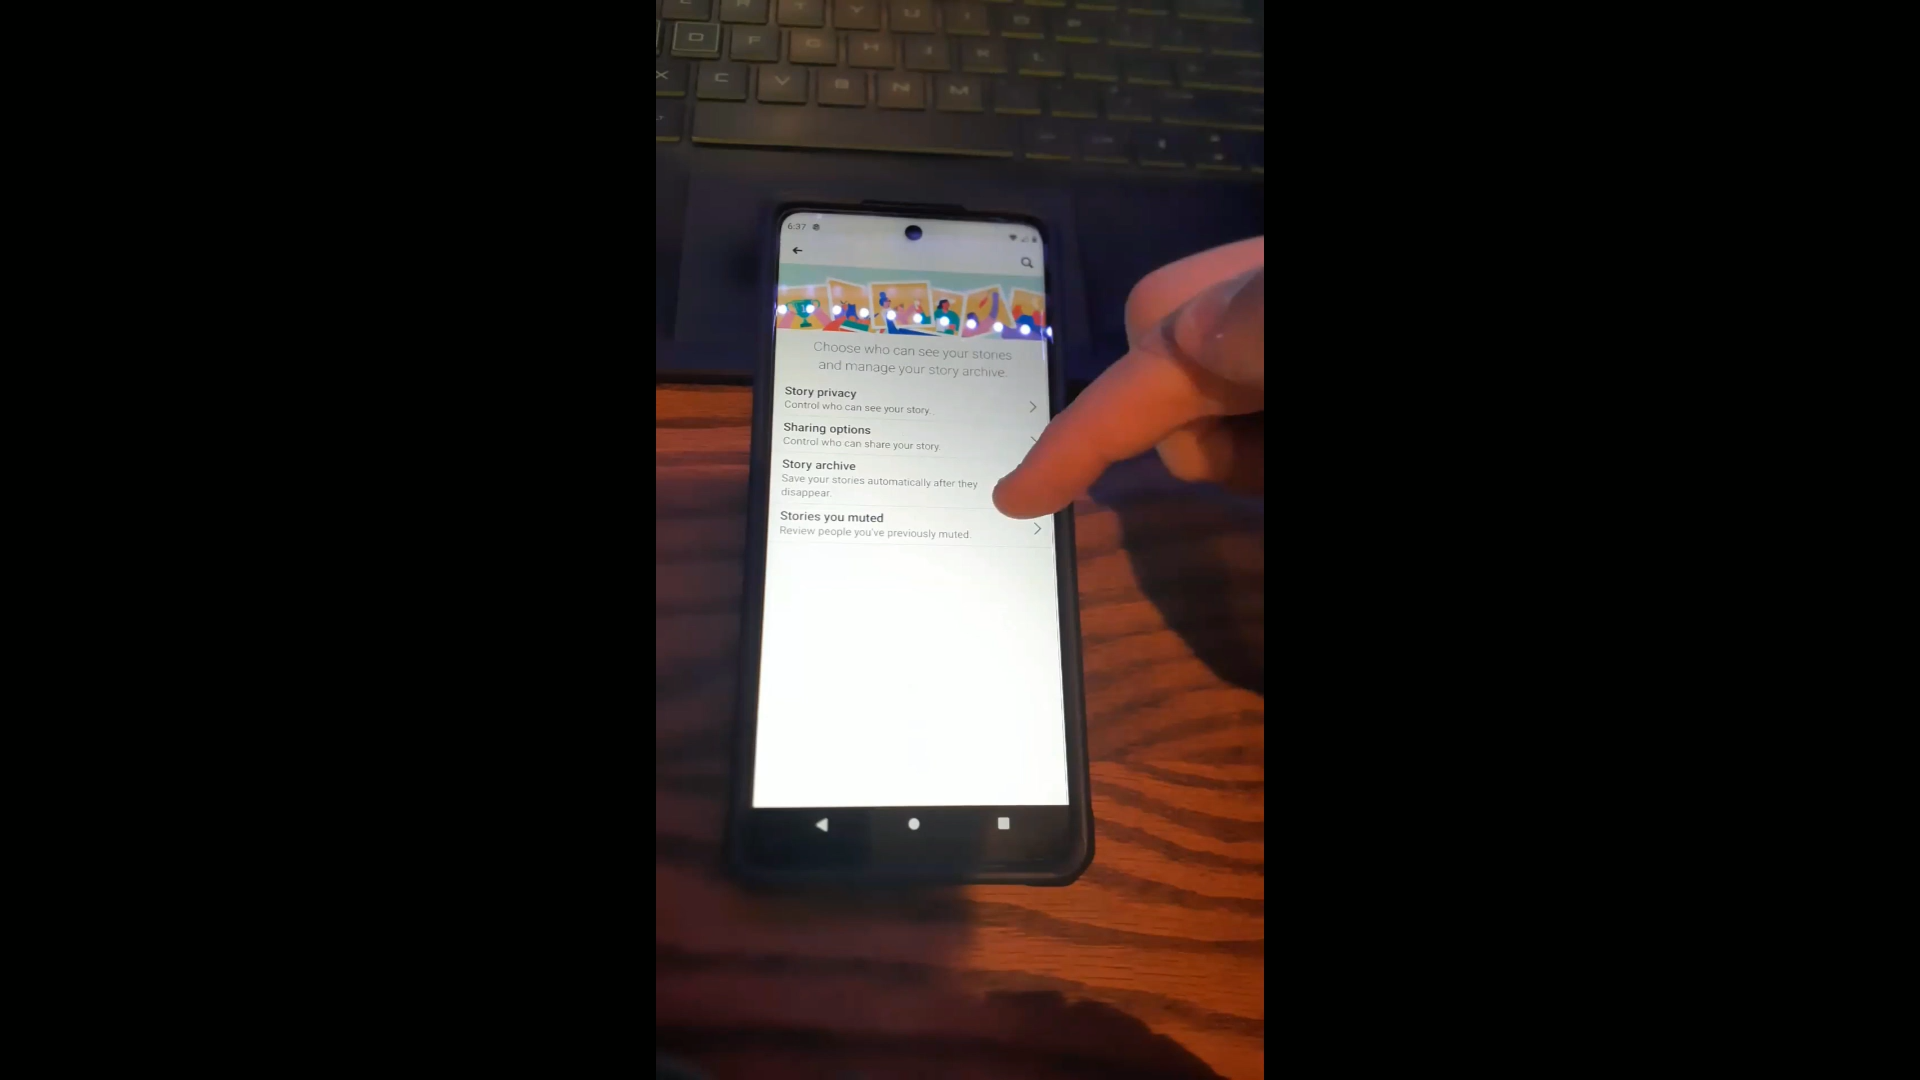 R T Y U I O P
D F G H J K L
X C V B N M
6:37
Choose who can see your stories
and manage your story archive.
Story privacy
Control who can see your story.
Sharing options
Control who can share your story.
Story archive
Save your stories automatically after they
disappear.
Stories you muted
Review people you've previously muted.